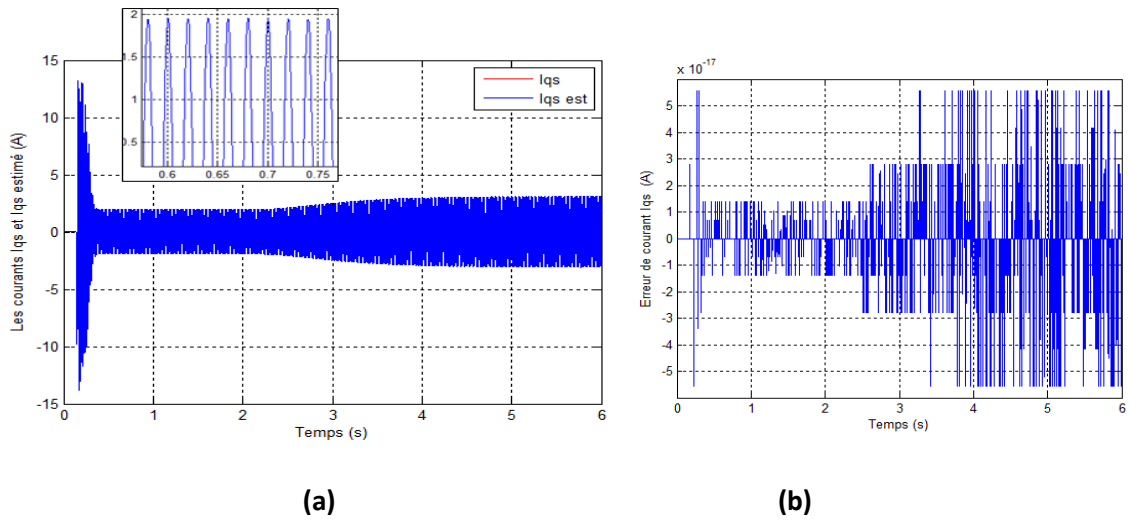 2
1.5
1
0.5
0.6 0.65 0.7 0.75
Iqs
Iqs est
15
10
5
0
-5
-10
-15
0 1 2 3 4 5 6
Les courants Iqs et Iqs estimé (A)
Temps (s)
(a)
x 10-17
5
4
3
2
1
0
-1
-2
-3
-4
-5
0 1 2 3 4 5 6
Erreur de courant Iqs (A)
Temps (s)
(b)